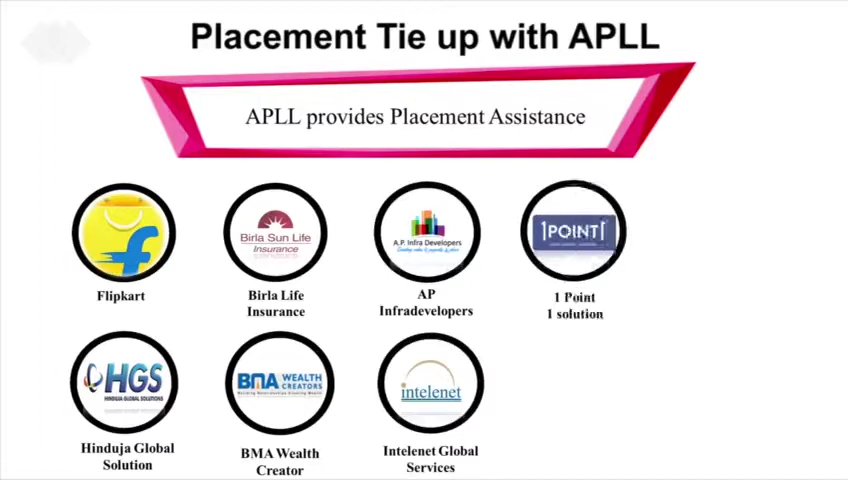 Placement Tie up with APLL
APLL provides Placement Assistance
Birla Sun Life
Insurance
A.P. Infra Developers
1POINT1
Flipkart
Birla Life
Insurance
AP
Infradevelopers
1 Point
1 solution
HGS
HINDUJA GLOBAL SOLUTIONS
BMA WEALTH
CREATORS
intelenet
Hinduja Global
Solution
BMA Wealth
Creator
Intelenet Global
Services